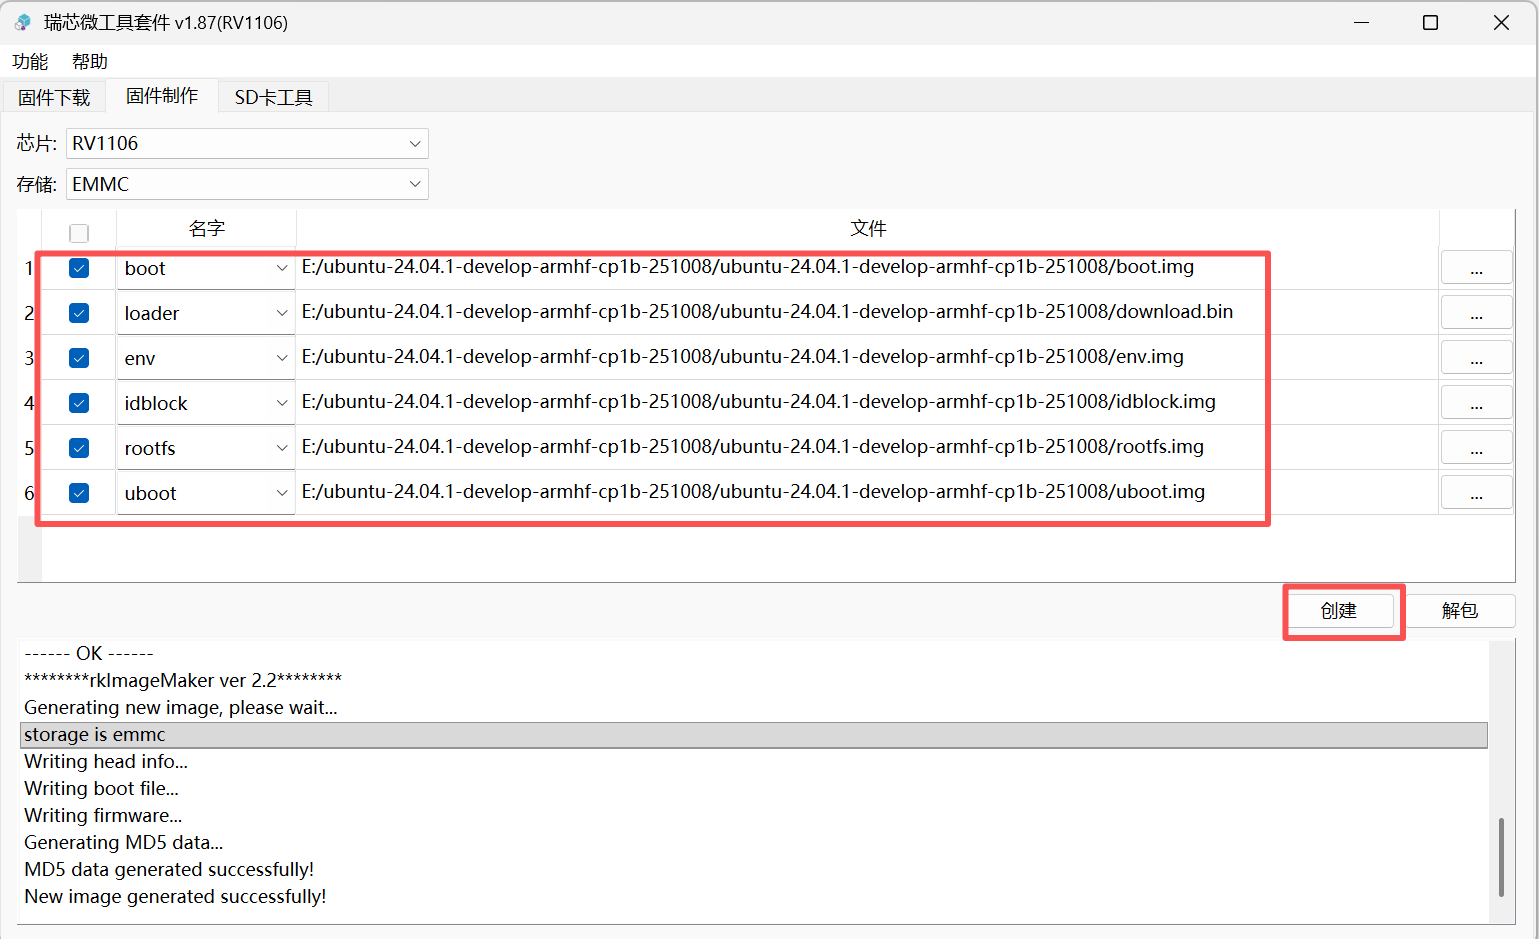 瑞芯微工具套件 v1.87(RV1106)
功能 帮助
固件下载 固件制作 SD卡工具
芯片: RV1106
存储: EMMC
名字 文件
1 boot E:/ubuntu-24.04.1-develop-armhf-cp1b-251008/ubuntu-24.04.1-develop-armhf-cp1b-251008/boot.img ...
2 loader E:/ubuntu-24.04.1-develop-armhf-cp1b-251008/ubuntu-24.04.1-develop-armhf-cp1b-251008/download.bin ...
3 env E:/ubuntu-24.04.1-develop-armhf-cp1b-251008/ubuntu-24.04.1-develop-armhf-cp1b-251008/env.img ...
4 idblock E:/ubuntu-24.04.1-develop-armhf-cp1b-251008/ubuntu-24.04.1-develop-armhf-cp1b-251008/idblock.img ...
5 rootfs E:/ubuntu-24.04.1-develop-armhf-cp1b-251008/ubuntu-24.04.1-develop-armhf-cp1b-251008/rootfs.img ...
6 uboot E:/ubuntu-24.04.1-develop-armhf-cp1b-251008/ubuntu-24.04.1-develop-armhf-cp1b-251008/uboot.img ...
创建 解包
------ OK ------
********rkImageMaker ver 2.2********
Generating new image, please wait...
storage is emmc
Writing head info...
Writing boot file...
Writing firmware...
Generating MD5 data...
MD5 data generated successfully!
New image generated successfully!